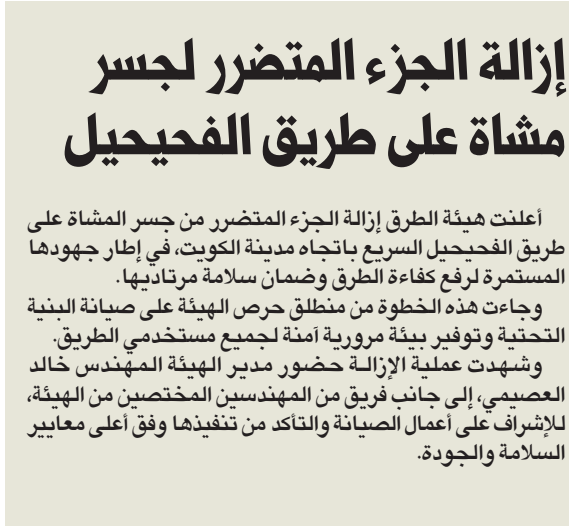 إزالة الجزء المتضرر لجسر
مشاة على طريق الفحيحيل
أعلنت هيئة الطرق إزالة الجزء المتضرر من جسر المشاة على
طريق الفحيحيل السريع باتجاه مدينة الكويت، في إطار جهودها
المستمرة لرفع كفاءة الطرق وضمان سلامة مرتاديها.
وجاءت هذه الخطوة من منطلق حرص الهيئة على صيانة البنية
التحتية وتوفير بيئة مرورية آمنة لجميع مستخدمي الطريق.
وشهدت عملية الإزالة حضور مدير الهيئة المهندس خالد
العصيمي، إلى جانب فريق من المهندسين المختصين من الهيئة،
للإشراف على أعمال الصيانة والتأكد من تنفيذها وفق أعلى معايير
السلامة والجودة.